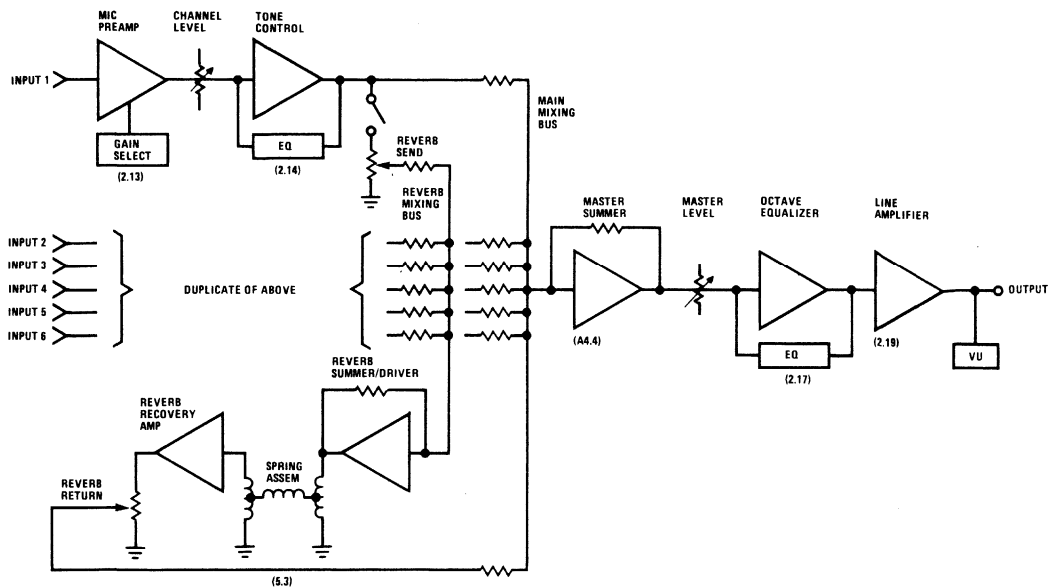 MIC
PREAMP
CHANNEL
LEVEL
TONE
CONTROL
INPUT 1
GAIN
SELECT
(2.13)
EQ
(2.14)
REVERB
SEND
MAIN
MIXING
BUS
REVERB
MIXING
BUS
INPUT 2
INPUT 3
INPUT 4
INPUT 5
INPUT 6
DUPLICATE OF ABOVE
MASTER
SUMMER
(A4.4)
MASTER
LEVEL
OCTAVE
EQUALIZER
EQ
(2.17)
LINE
AMPLIFIER
(2.19)
OUTPUT
VU
REVERB
SUMMER/DRIVER
REVERB
RECOVERY
AMP
SPRING
ASSEM
REVERB
RETURN
(5.3)